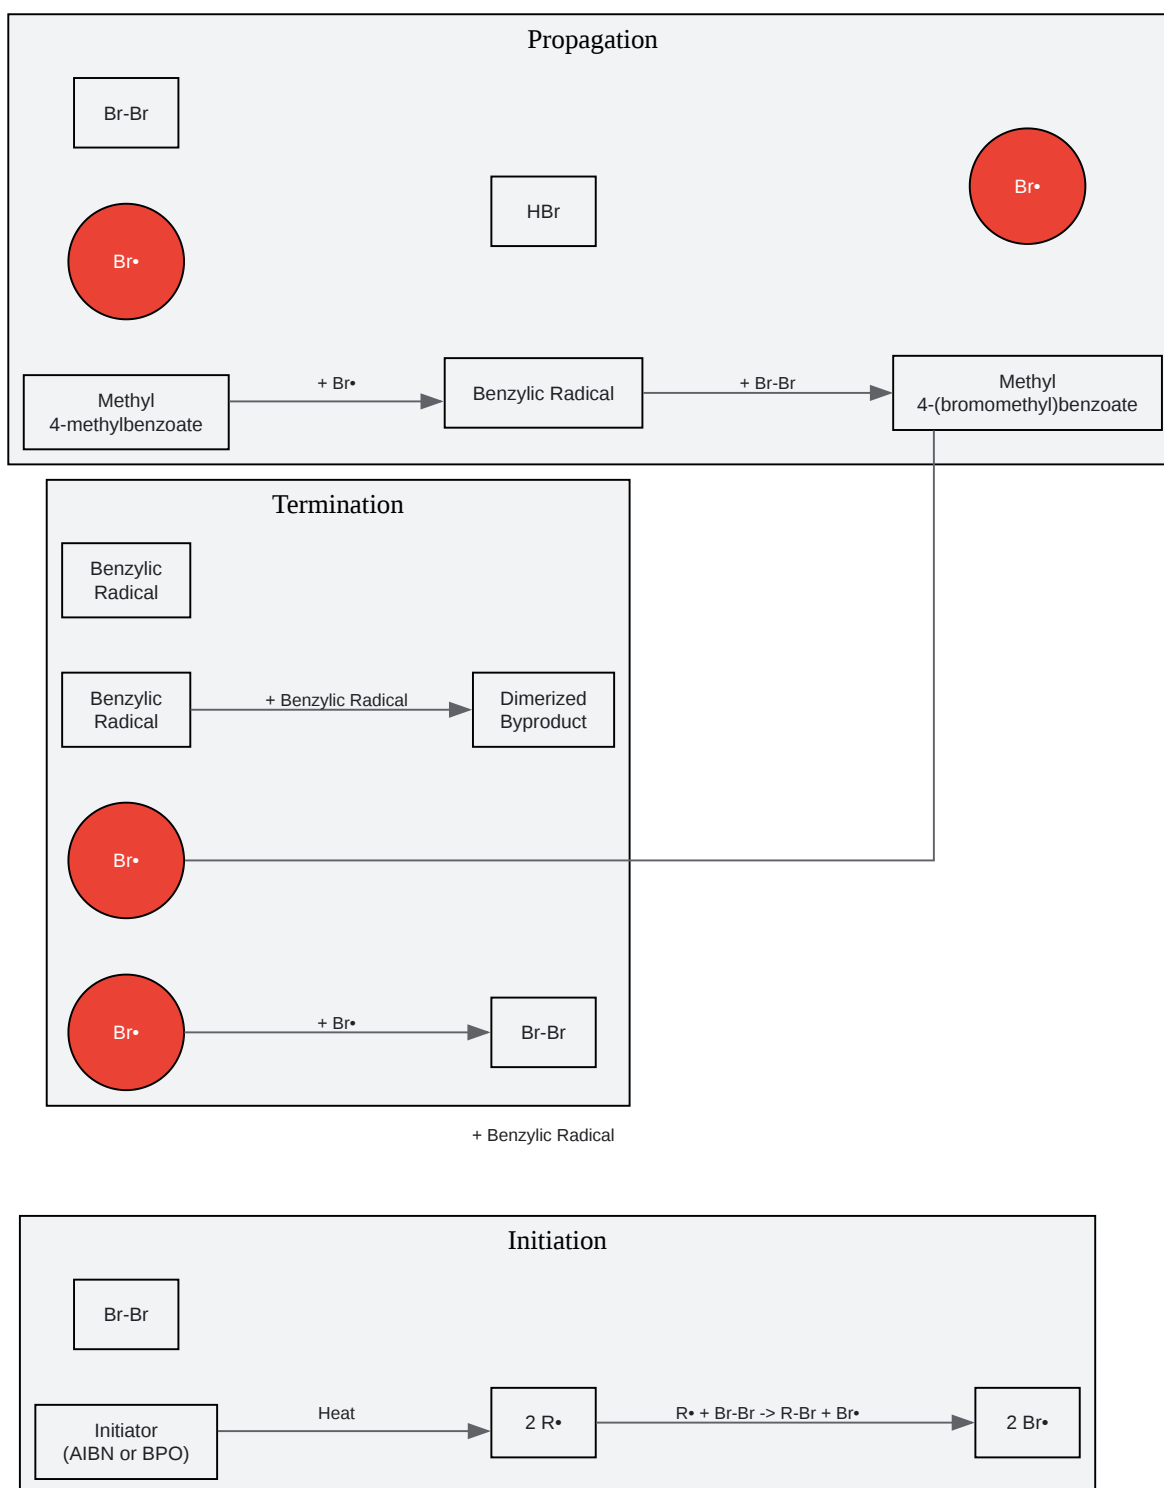 Propagation
Br-Br
Br•
HBr
Br•
Methyl
4-methylbenzoate
+ Br•
Benzylic Radical
+ Br-Br
Methyl
4-(bromomethyl)benzoate
Termination
Benzylic
Radical
Benzylic
Radical
+ Benzylic Radical
Dimerized
Byproduct
Br•
Br•
+ Br•
Br-Br
+ Benzylic Radical
Initiation
Br-Br
Initiator
(AIBN or BPO)
Heat
2 R•
R• + Br-Br -> R-Br + Br•
2 Br•